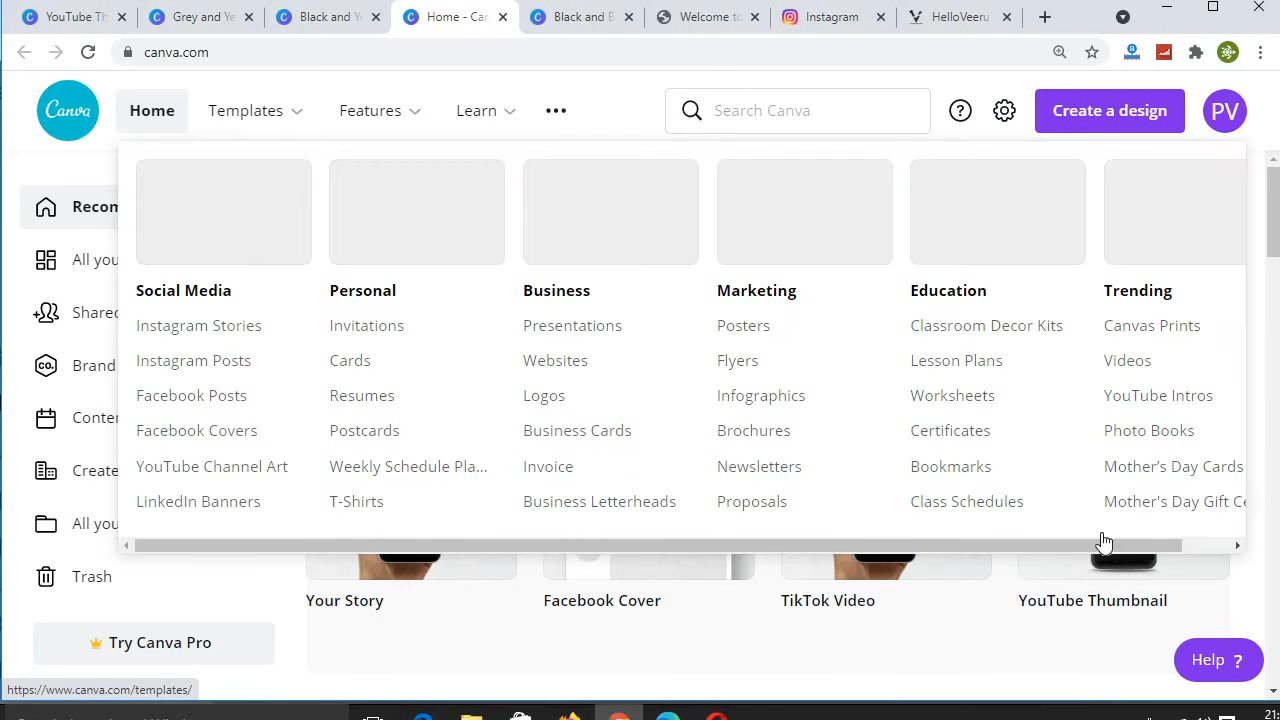 YouTube Th
Grey and Ye
Black and Y
Home - Can
Black and B
Welcome
Instagram
HelloVeeru
canva.com
Canva
Home
Templates
Features
Learn
Search Canva
Create a design
PV
Recom
All you
Shared
Brand
Conten
Create
All you
Trash
Try Canva Pro
Social Media
Instagram Stories
Instagram Posts
Facebook Posts
Facebook Covers
YouTube Channel Art
LinkedIn Banners
Personal
Invitations
Cards
Resumes
Postcards
Weekly Schedule Pla...
T-Shirts
Business
Presentations
Websites
Logos
Business Cards
Invoice
Business Letterheads
Marketing
Posters
Flyers
Infographics
Brochures
Newsletters
Proposals
Education
Classroom Decor Kits
Lesson Plans
Worksheets
Certificates
Bookmarks
Class Schedules
Trending
Canvas Prints
Videos
YouTube Intros
Photo Books
Mother's Day Cards
Mother's Day Gift Ce
Your Story
Facebook Cover
TikTok Video
YouTube Thumbnail
Help ?
https://www.canva.com/templates/